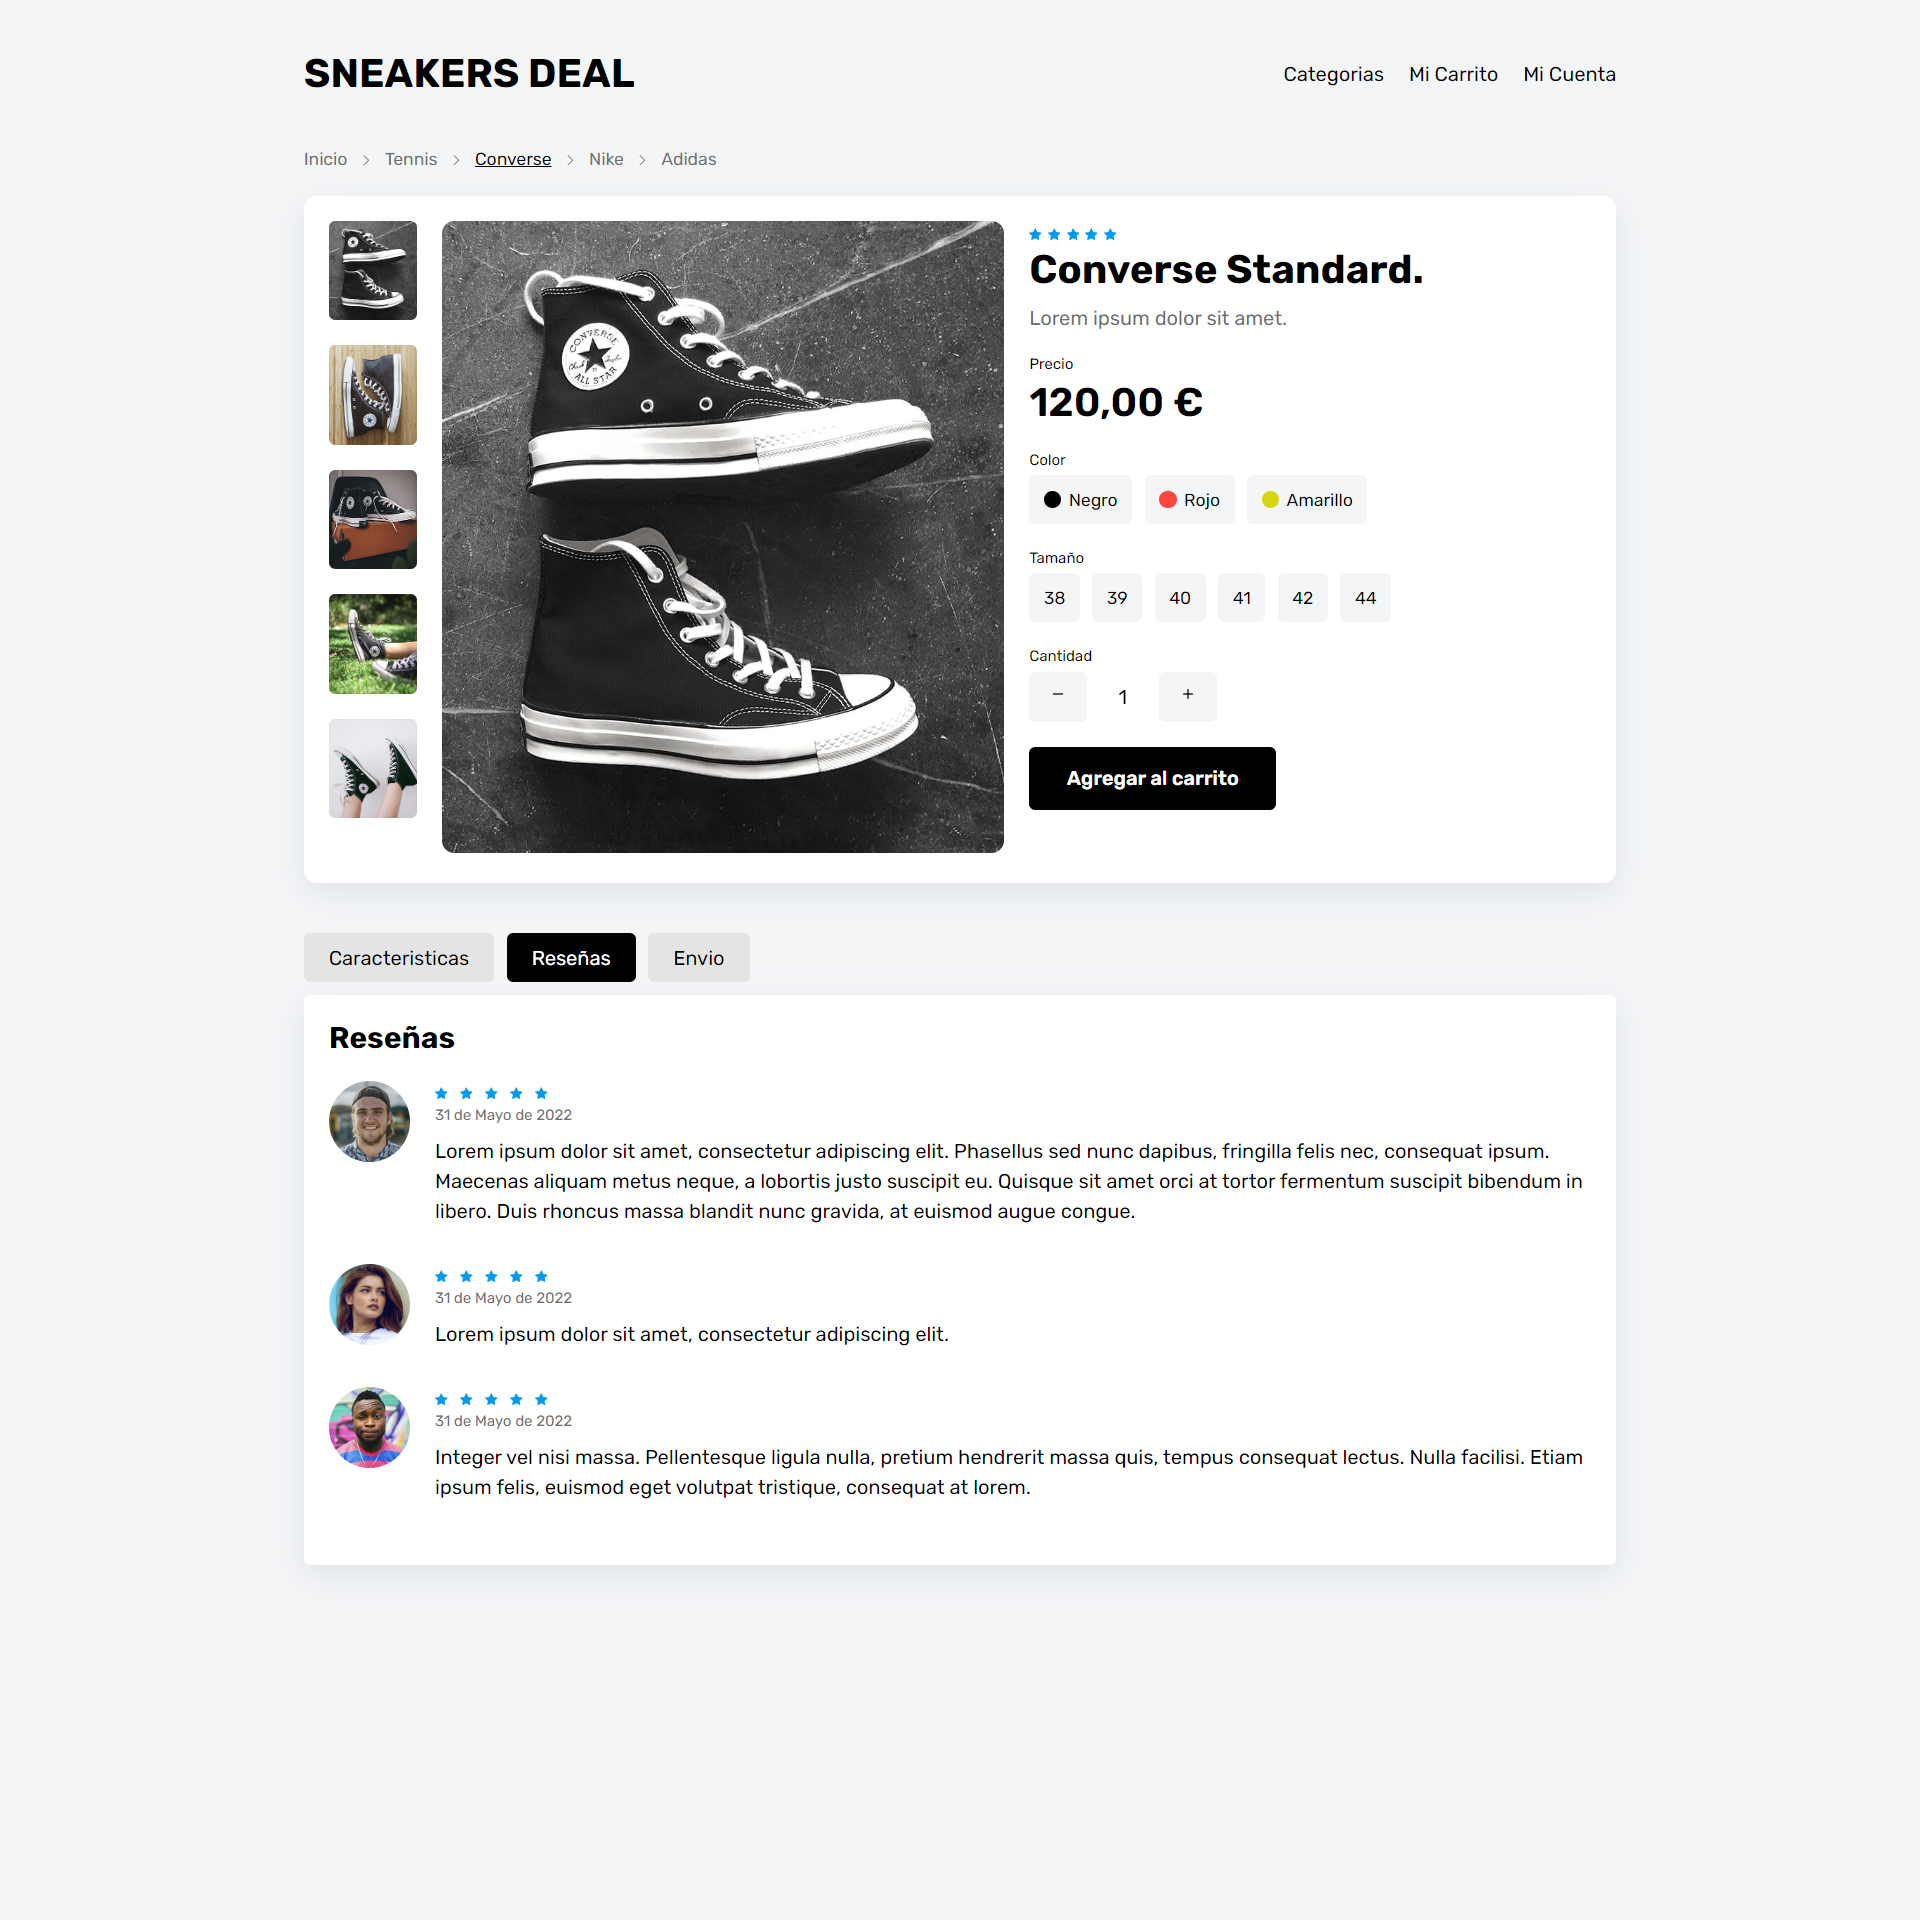 SNEAKERS DEAL
Categorias Mi Carrito Mi Cuenta
Inicio Tennis Converse Nike Adidas
CONVERSE
ALL STAR
Converse Standard.
Lorem ipsum dolor sit amet.
Precio
120,00 €
Color
Negro Rojo Amarillo
Tamaño
38 39 40 41 42 44
Cantidad
− 1 +
Agregar al carrito
Caracteristicas Reseñas Envio
Reseñas
31 de Mayo de 2022
Lorem ipsum dolor sit amet, consectetur adipiscing elit. Phasellus sed nunc dapibus, fringilla felis nec, consequat ipsum.
Maecenas aliquam metus neque, a lobortis justo suscipit eu. Quisque sit amet orci at tortor fermentum suscipit bibendum in
libero. Duis rhoncus massa blandit nunc gravida, at euismod augue congue.
31 de Mayo de 2022
Lorem ipsum dolor sit amet, consectetur adipiscing elit.
31 de Mayo de 2022
Integer vel nisi massa. Pellentesque ligula nulla, pretium hendrerit massa quis, tempus consequat lectus. Nulla facilisi. Etiam
ipsum felis, euismod eget volutpat tristique, consequat at lorem.